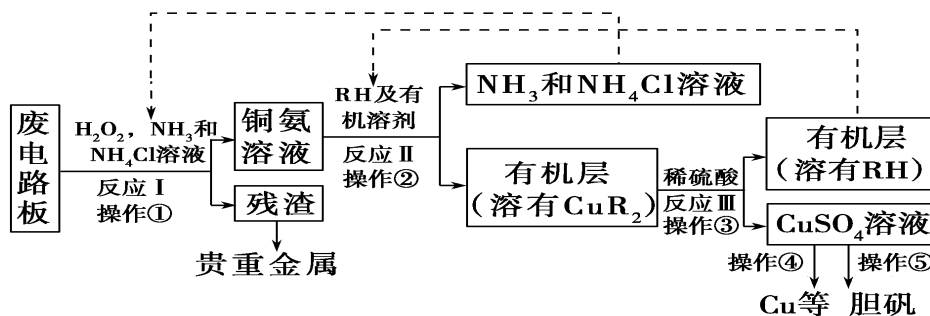 废电路板
H₂O₂，NH₃和
NH₄Cl溶液
反应Ⅰ
操作①
铜氨
溶液
残渣
贵重金属
RH及有
机溶剂
反应Ⅱ
操作②
NH₃和NH₄Cl溶液
有机层
（溶有CuR₂）
稀硫酸
反应Ⅲ
操作③
有机层
（溶有RH）
CuSO₄溶液
操作④
操作⑤
Cu等
胆矾